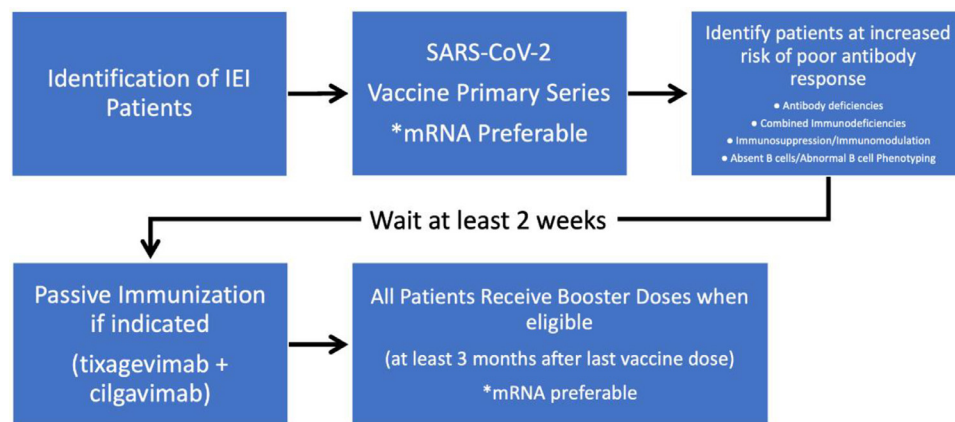 Identification of IEI
Patients
SARS-CoV-2
Vaccine Primary Series
*mRNA Preferable
Identify patients at increased
risk of poor antibody
response
● Antibody deficiencies
● Combined Immunodeficiencies
● Immunosuppression/Immunomodulation
● Absent B cells/Abnormal B cell Phenotyping
Wait at least 2 weeks
Passive Immunization
if indicated
(tixagevimab +
cilgavimab)
All Patients Receive Booster Doses when
eligible
(at least 3 months after last vaccine dose)
*mRNA preferable